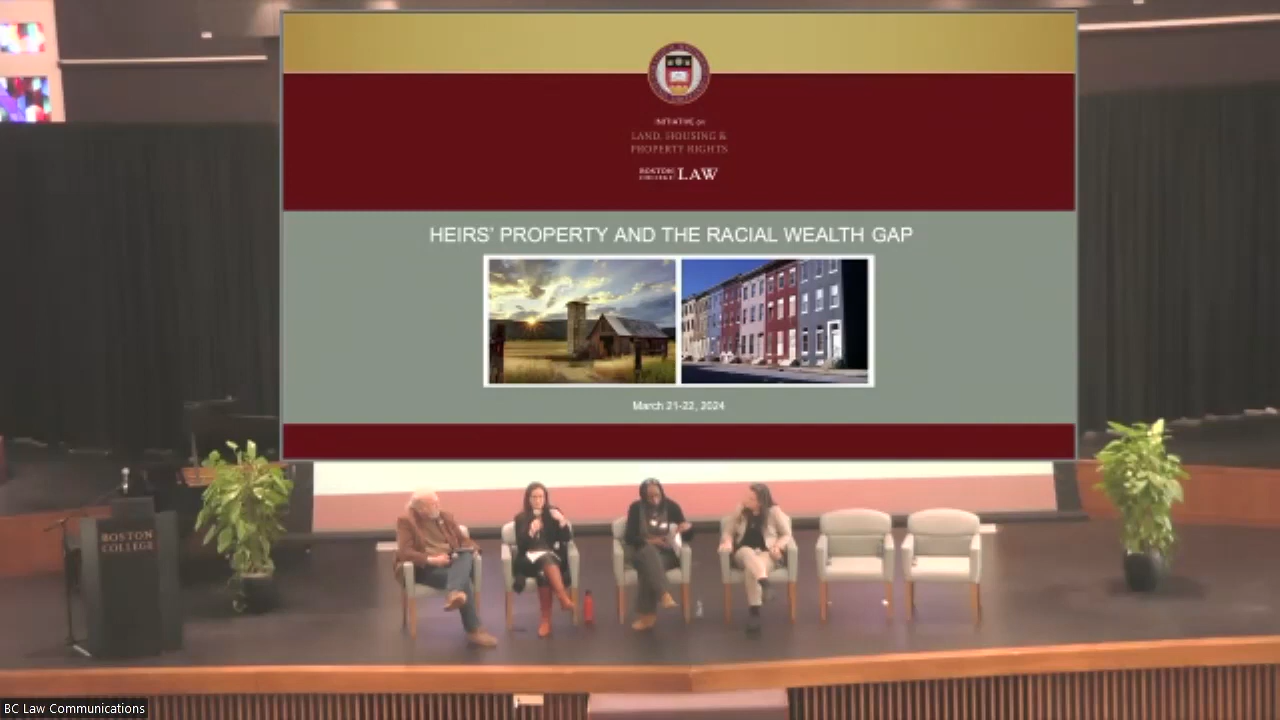 INITIATIVE on
LAND, HOUSING &
PROPERTY RIGHTS
BOSTON
COLLEGE LAW
HEIRS' PROPERTY AND THE RACIAL WEALTH GAP
March 21-22, 2024
BOSTON
COLLEGE
BC Law Communications